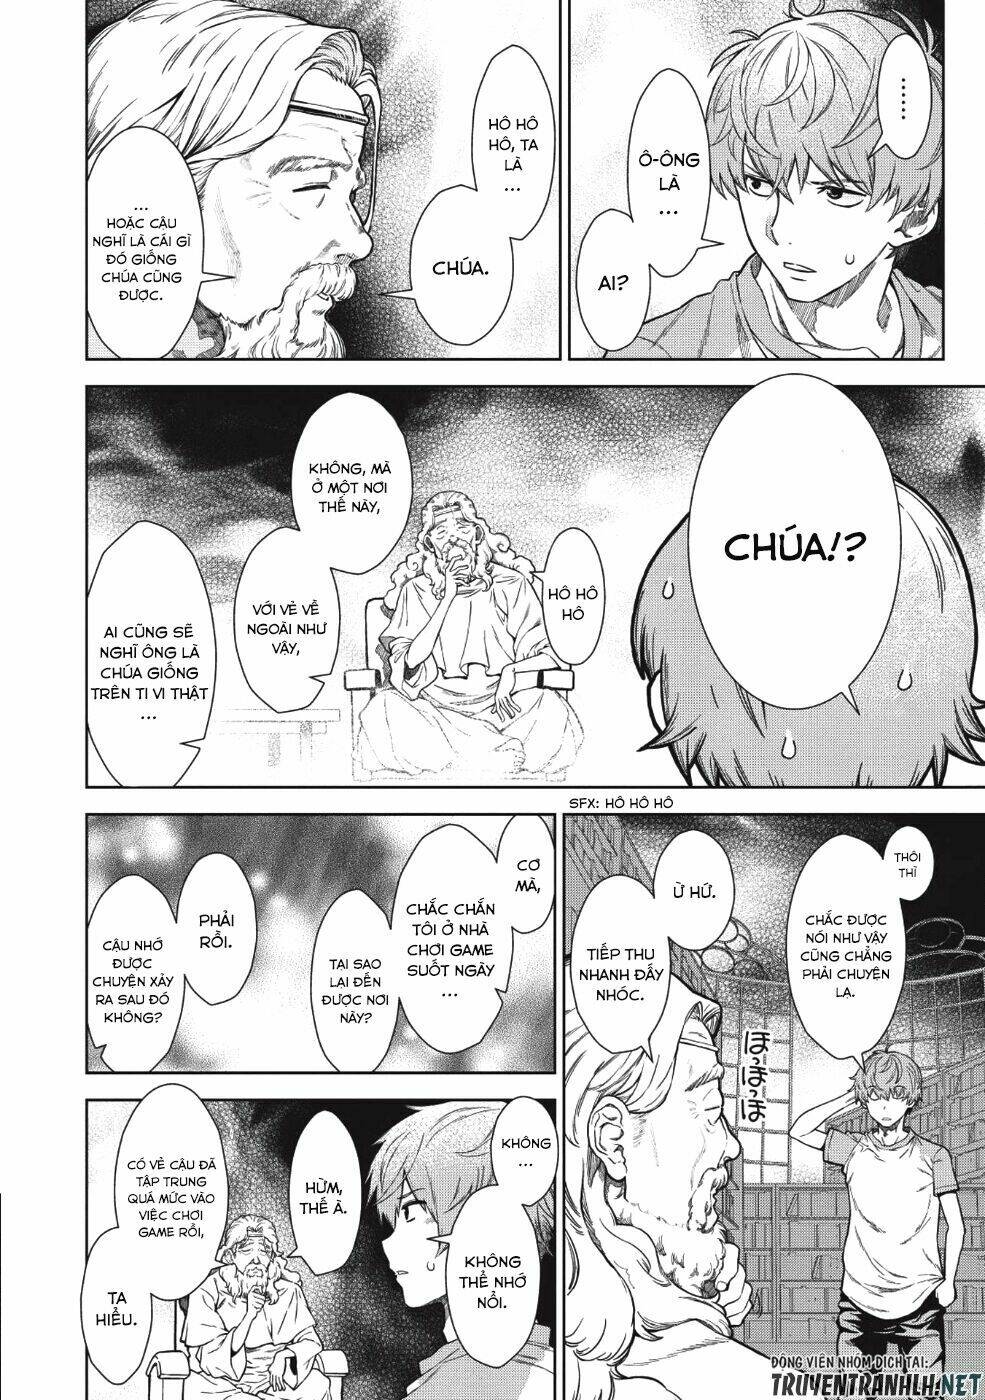 ........
Ô-ÔNG
LÀ
...
AI?
HÔ HÔ
HÔ, TA
LÀ
...
CHÚA.
...
HOẶC CẬU
NGHĨ LÀ CÁI GÌ
ĐÓ GIỐNG
CHÚA CŨNG
ĐƯỢC.
CHÚA!?
HÔ HÔ
HÔ
KHÔNG, MÀ
Ở MỘT NƠI
THẾ NÀY,
VỚI VẺ VỀ
NGOÀI NHƯ
VẬY,
AI CŨNG SẼ
NGHĨ ÔNG LÀ
CHÚA GIỐNG
TRÊN TI VI THẬT
...
SFX: HÔ HÔ HÔ
THÔI
THÌ
CHẮC ĐƯỢC
NÓI NHƯ VẬY
CŨNG CHẲNG
PHẢI CHUYỆN
LẠ.
Ừ HỨ.
TIẾP THU
NHANH ĐẤY
NHÓC.
ほっほっほ
CƠ
MÀ,
CHẮC CHẮN
TÔI Ở NHÀ
CHƠI GAME
SUỐT NGÀY
...
TẠI SAO
LẠI ĐẾN
ĐƯỢC NƠI
NÀY?
PHẢI
RỒI.
CẬU NHỚ
ĐƯỢC
CHUYỆN XẢY
RA SAU ĐÓ
KHÔNG?
KHÔNG
...
KHÔNG
THỂ NHỚ
NỔI.
HỪM,
THẾ À.
CÓ VẺ CẬU ĐÃ
TẬP TRUNG
QUÁ MỨC VÀO
VIỆC CHƠI
GAME RỒI,
TA
HIỂU.
ĐỘNG VIÊN NHÓM DỊCH TẠI:
TRUYENTRANHLH.NET